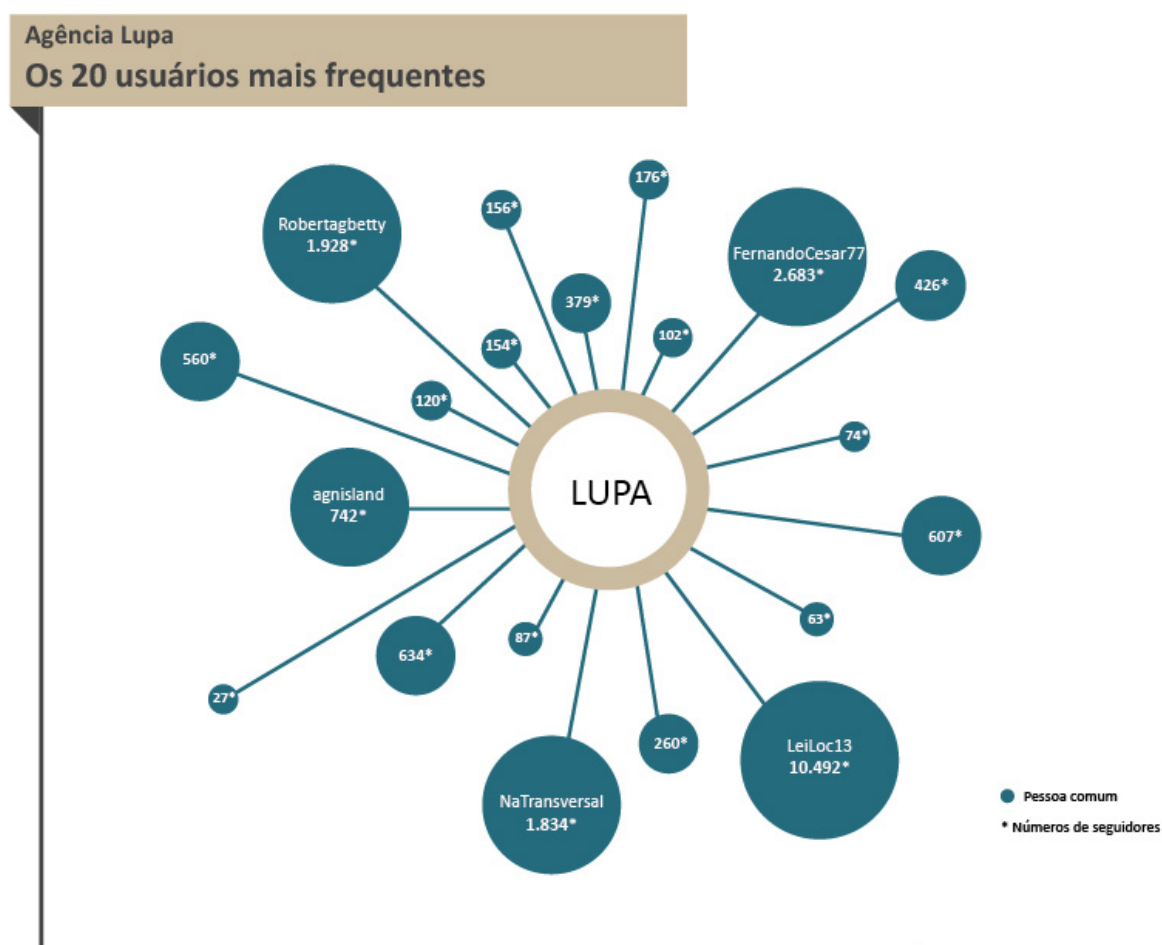 Agência Lupa
Os 20 usuários mais frequentes
176*
156*
Robertagbetty
1.928*
FernandoCesar77
2.683*
426*
379*
102*
154*
560*
120*
74*
LUPA
agnisland
742*
607*
63*
87*
634*
27*
260*
LeiLoc13
10.492*
NaTransversal
1.834*
Pessoa comum
* Números de seguidores